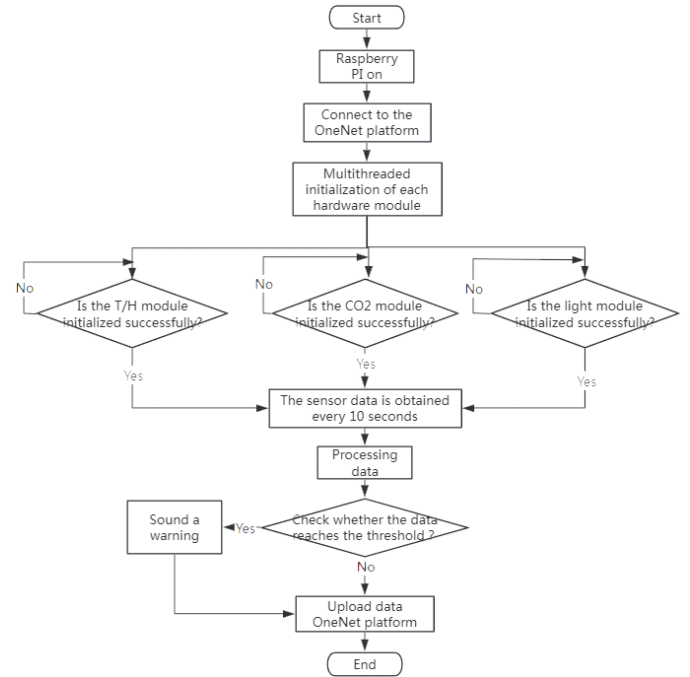 Start
Raspberry
PI on
Connect to the
OneNet platform
Multithreaded
initialization of each
hardware module
No
Is the T/H module
initialized successfully?
No
Is the CO2 module
initialized successfully?
No
Is the light module
initialized successfully?
Yes
Yes
Yes
The sensor data is obtained
every 10 seconds
Processing
data
Sound a
warning
Yes
Check whether the data
reaches the threshold ?
No
Upload data
OneNet platform
End